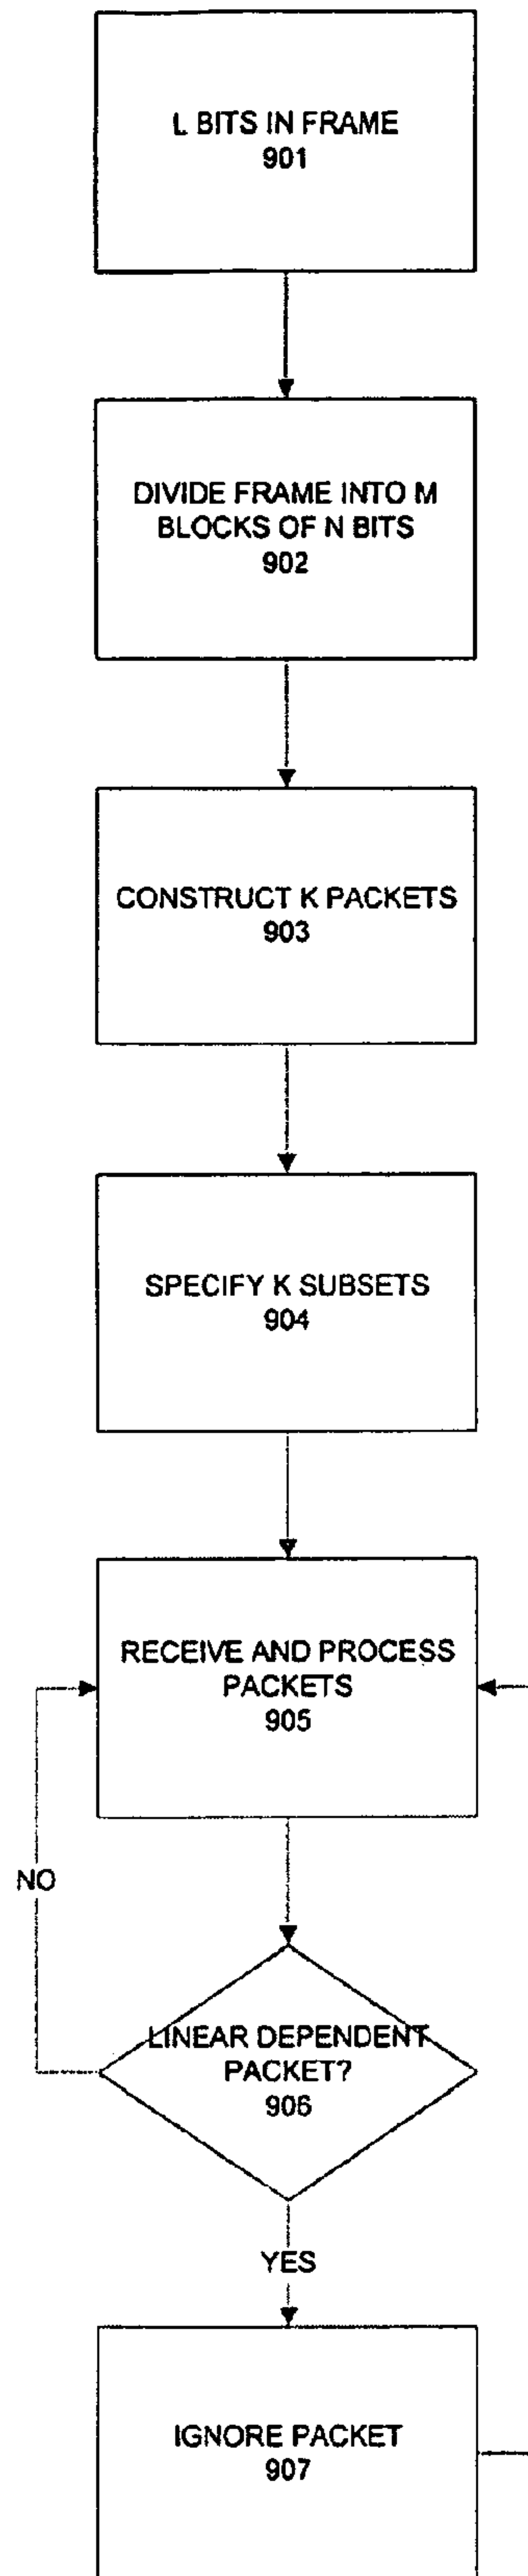 L BITS IN FRAME
901
DIVIDE FRAME INTO M
BLOCKS OF N BITS
902
CONSTRUCT K PACKETS
903
SPECIFY K SUBSETS
904
RECEIVE AND PROCESS
PACKETS
905
NO
LINEAR DEPENDENT
PACKET?
906
YES
IGNORE PACKET
907